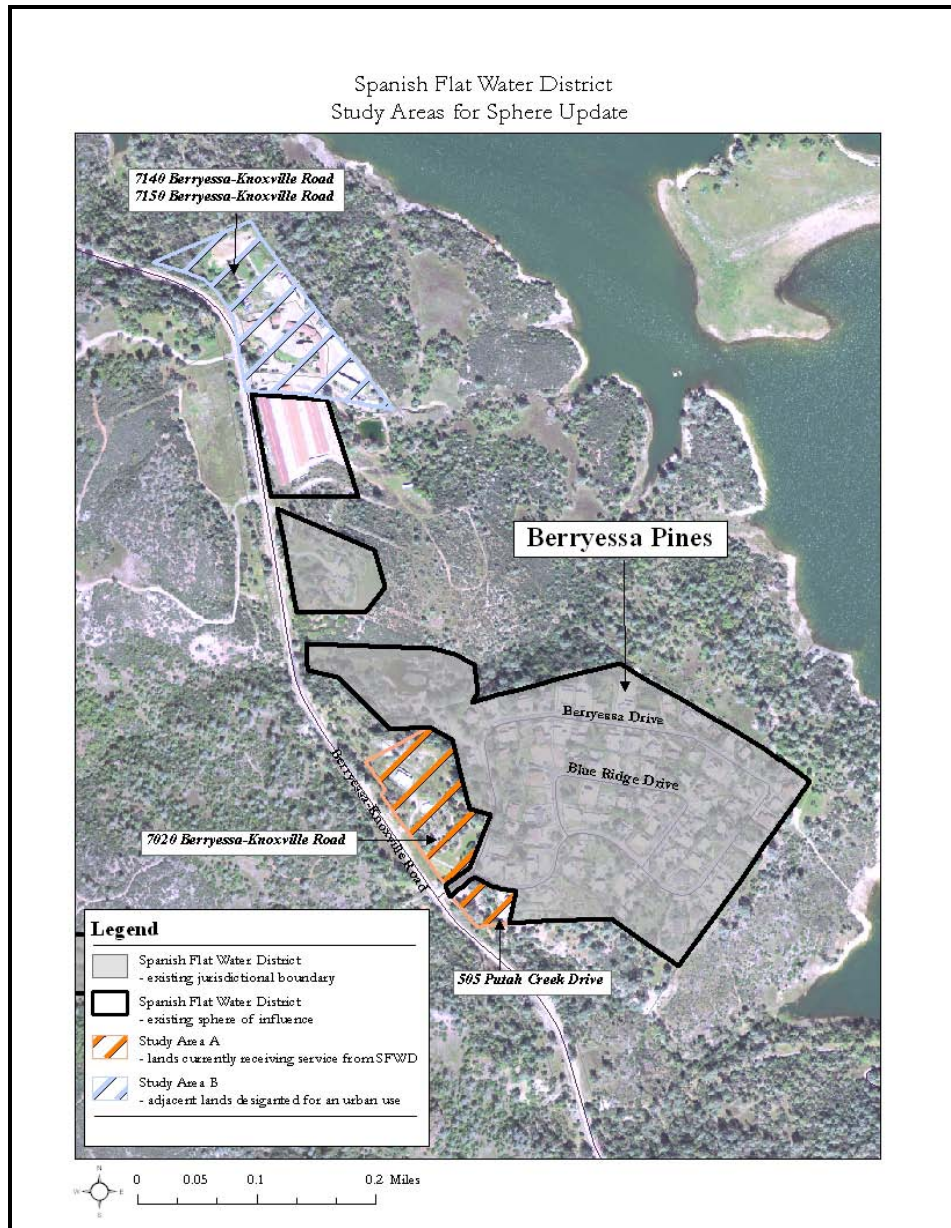 Spanish Flat Water District
Study Areas for Sphere Update
7140 Berryessa-Knoxville Road
7150 Berryessa-Knoxville Road
Berryessa Pines
Berryessa Drive
Blue Ridge Drive
Berryessa-Knoxville Road
7020 Berryessa-Knoxville Road
505 Putah Creek Drive
Legend
Spanish Flat Water District
- existing jurisdictional boundary
Spanish Flat Water District
- existing sphere of influence
Study Area A
- lands currently receiving service from SFWD
Study Area B
- adjacent lands desiganted for an urban use
N
W E
S
0 0.05 0.1 0.2 Miles